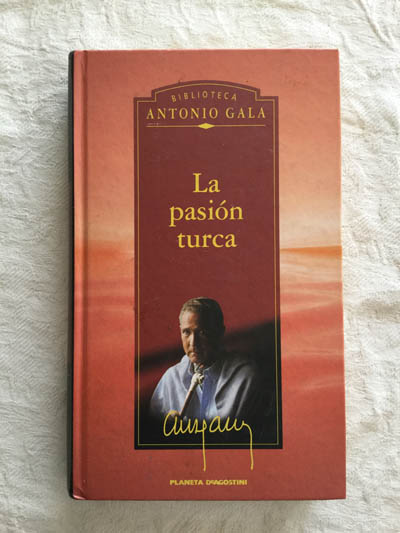 BIBLIOTECA
ANTONIO GALA
La
pasión
turca
PLANETA DeAGOSTINI